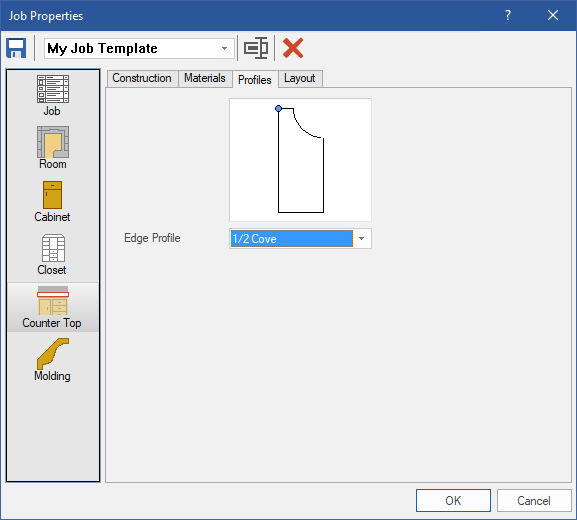 Job Properties
?
My Job Template
Job
Room
Cabinet
Closet
Counter Top
Molding
Construction Materials Profiles Layout
Edge Profile 1/2 Cove
OK Cancel